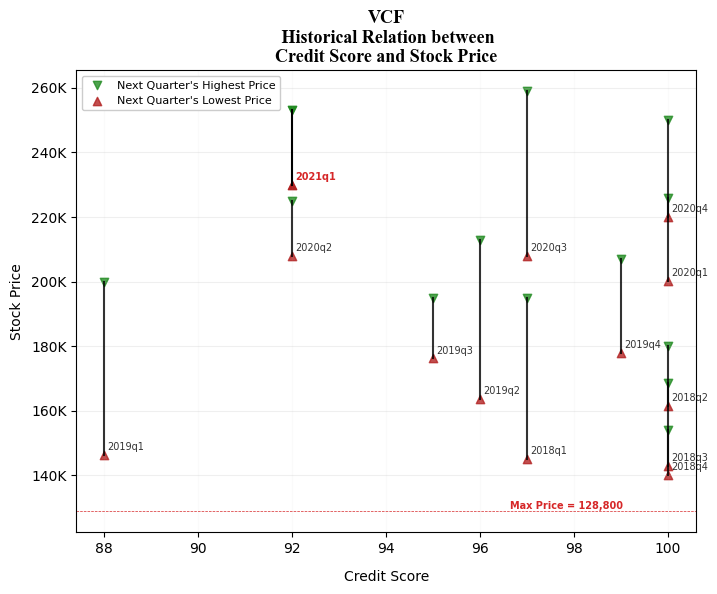 VCF
Historical Relation between
Credit Score and Stock Price
Next Quarter's Highest Price
Next Quarter's Lowest Price
260K
240K
220K
200K
180K
160K
140K
Stock Price
2021q1
2020q2
2020q3
2020q4
2020q1
2019q4
2019q3
2019q2
2019q1
2018q1
2018q2
2018q3
2018q4
Max Price = 128,800
88
90
92
94
96
98
100
Credit Score